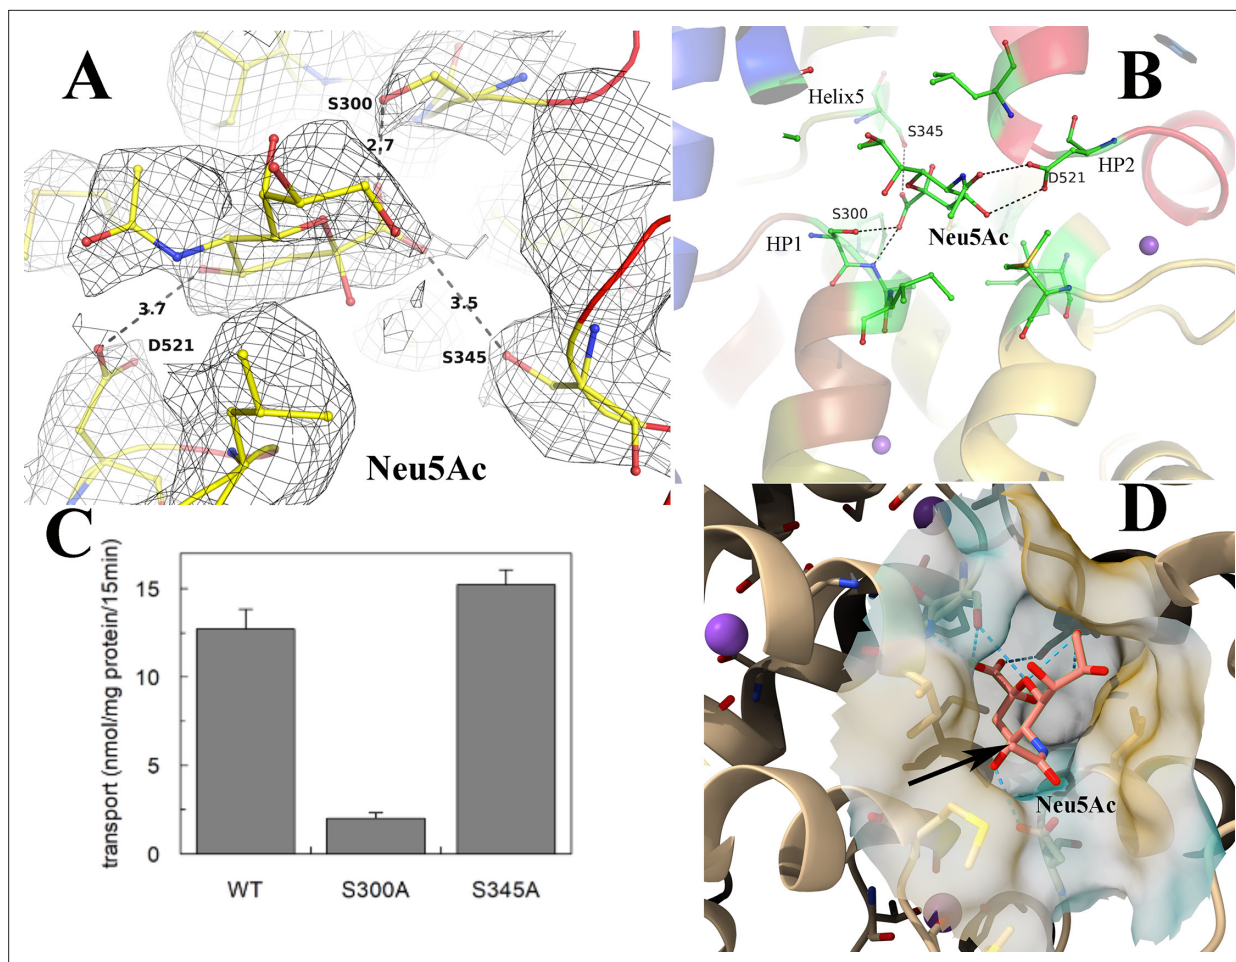 A
S300
2.7
3.7
D521
3.5
S345
Neu5Ac
B
Helix5
S345
HP2
D521
S300
HP1
Neu5Ac
C
transport (nmol/mg protein/15min)
15
10
5
0
WT
S300A
S345A
D
Neu5Ac